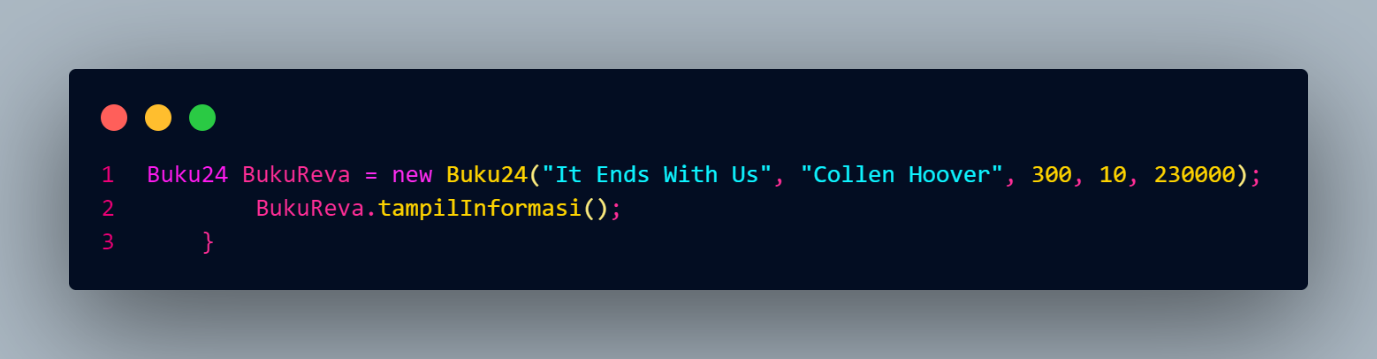 1 Buku24 BukuReva = new Buku24("It Ends With Us", "Collen Hoover", 300, 10, 230000);
2         BukuReva.tampilInformasi();
3     }